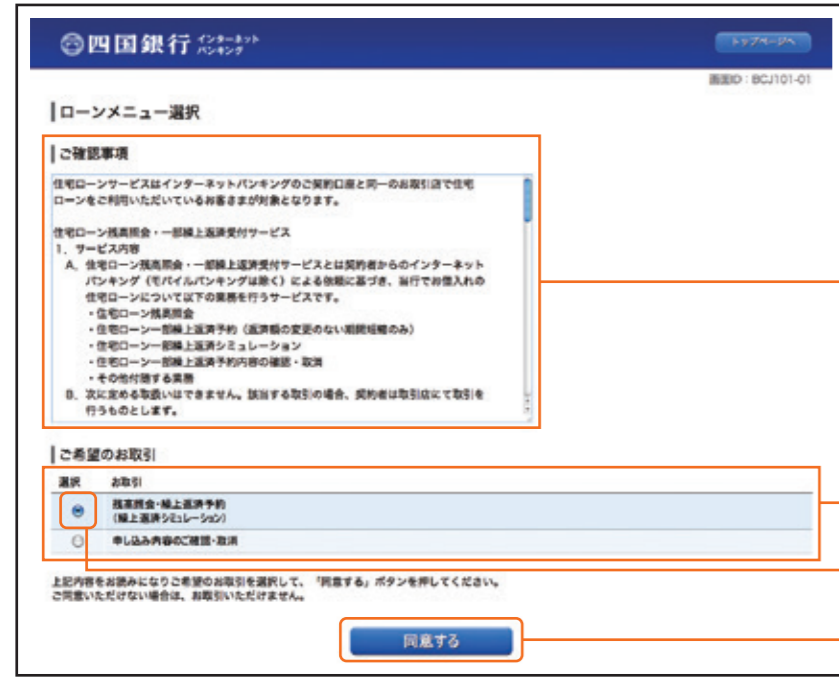 四国銀行 インターネット
バンキング
トップページへ
画面ID：BCJ101-01
ローンメニュー選択
ご確認事項
住宅ローンサービスはインターネットバンキングのご契約口座と同一のお取引店で住宅
ローンをご利用いただいているお客さまが対象となります。
住宅ローン残高照会・一部繰上返済受付サービス
1．サービス内容
A．住宅ローン残高照会・一部繰上返済受付サービスとは契約者からのインターネット
バンキング（モバイルバンキングは除く）による依頼に基づき、当行でお借入れの
住宅ローンについて以下の業務を行うサービスです。
・住宅ローン残高照会
・住宅ローン一部繰上返済予約（返済額の変更のない期間短縮のみ）
・住宅ローン一部繰上返済シミュレーション
・住宅ローン一部繰上返済予約内容の確認・取消
・その他付随する業務
B．次に定める取扱いはできません。該当する取引の場合、契約者は取引店にて取引を
行うものとします。
ご希望のお取引
選択 お取引
残高照会・繰上返済予約
（繰上返済シミュレーション）
申し込み内容のご確認・取消
上記内容をお読みになりご希望のお取引を選択して、「同意する」ボタンを押してください。
ご同意いただけない場合は、お取引いただけません。
同意する